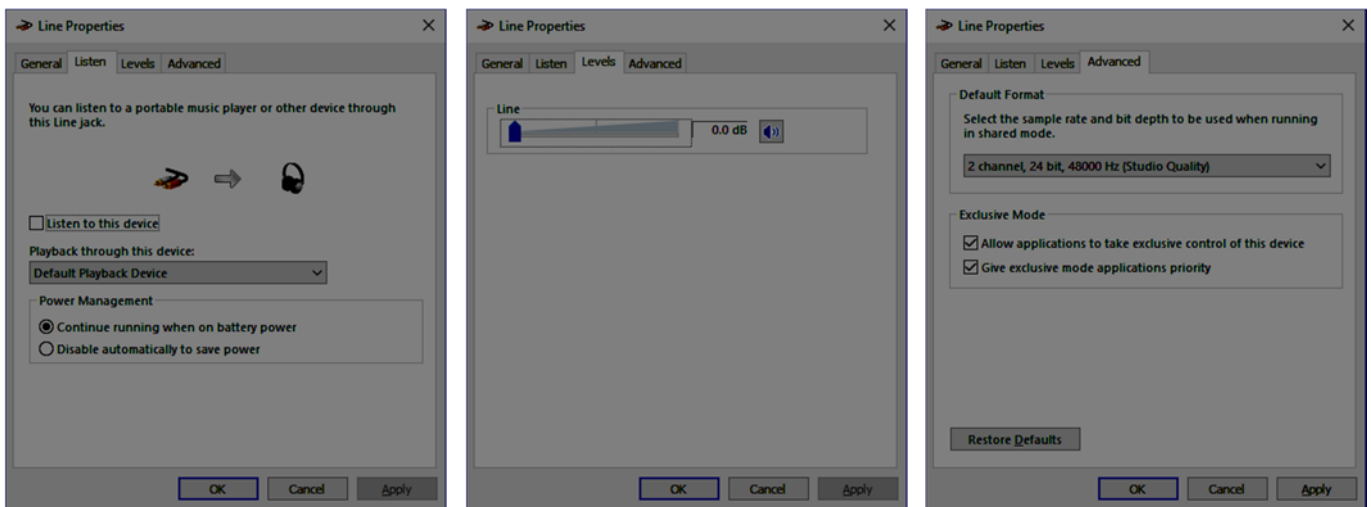 Line Properties
General Listen Levels Advanced
You can listen to a portable music player or other device through
this Line jack.
Listen to this device
Playback through this device:
Default Playback Device
Power Management
Continue running when on battery power
Disable automatically to save power
OK Cancel Apply
Line Properties
General Listen Levels Advanced
Line
0.0 dB
OK Cancel Apply
Line Properties
General Listen Levels Advanced
Default Format
Select the sample rate and bit depth to be used when running
in shared mode.
2 channel, 24 bit, 48000 Hz (Studio Quality)
Exclusive Mode
Allow applications to take exclusive control of this device
Give exclusive mode applications priority
Restore Defaults
OK Cancel Apply